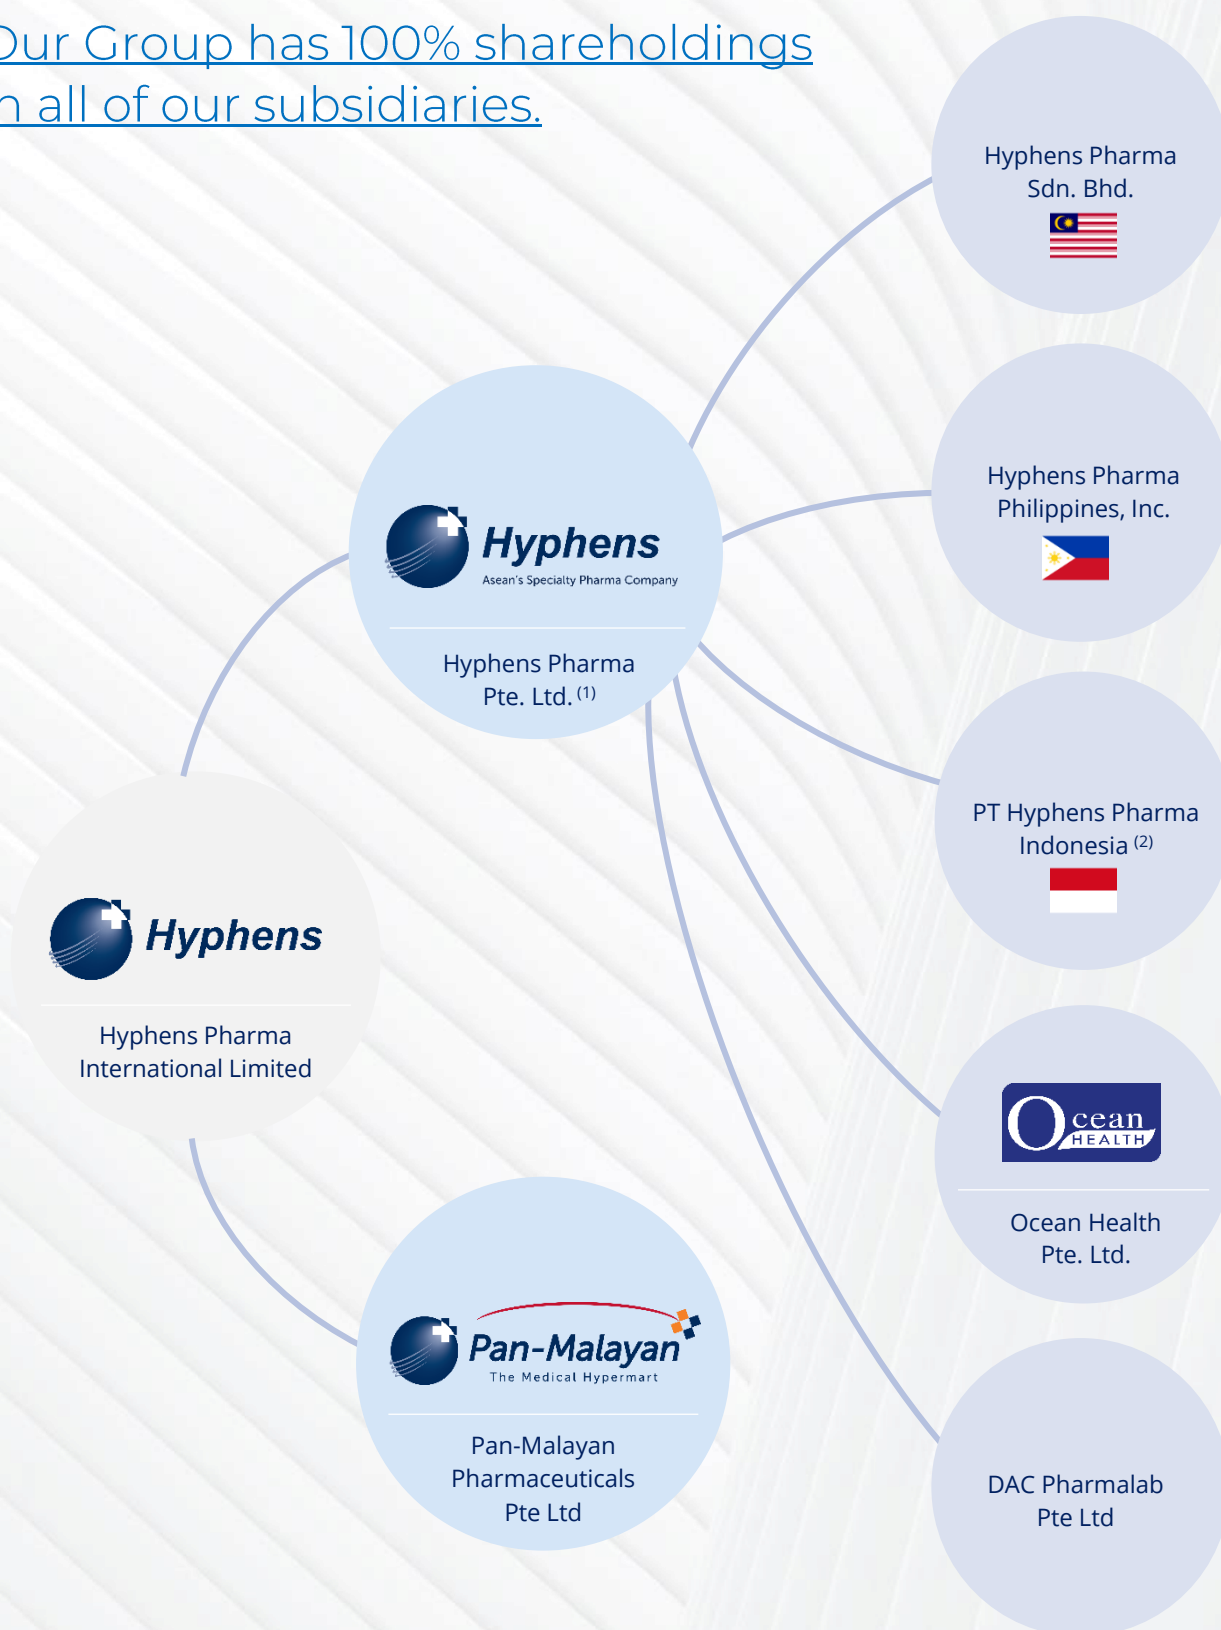 Our Group has 100% shareholdings
all of our subsidiaries.
Hyphens Pharma
Sdn. Bhd.
Hyphens Pharma
Philippines, Inc.
Hyphens
Asean's Specialty Pharma Company
Hyphens Pharma
Pte. Ltd. (1)
PT Hyphens Pharma
Indonesia (2)
Hyphens
Hyphens Pharma
International Limited
Ocean
HEALTH
Ocean Health
Pte. Ltd.
Pan-Malayan
The Medical Hypermart
Pan-Malayan
Pharmaceuticals
Pte Ltd
DAC Pharmalab
Pte Ltd